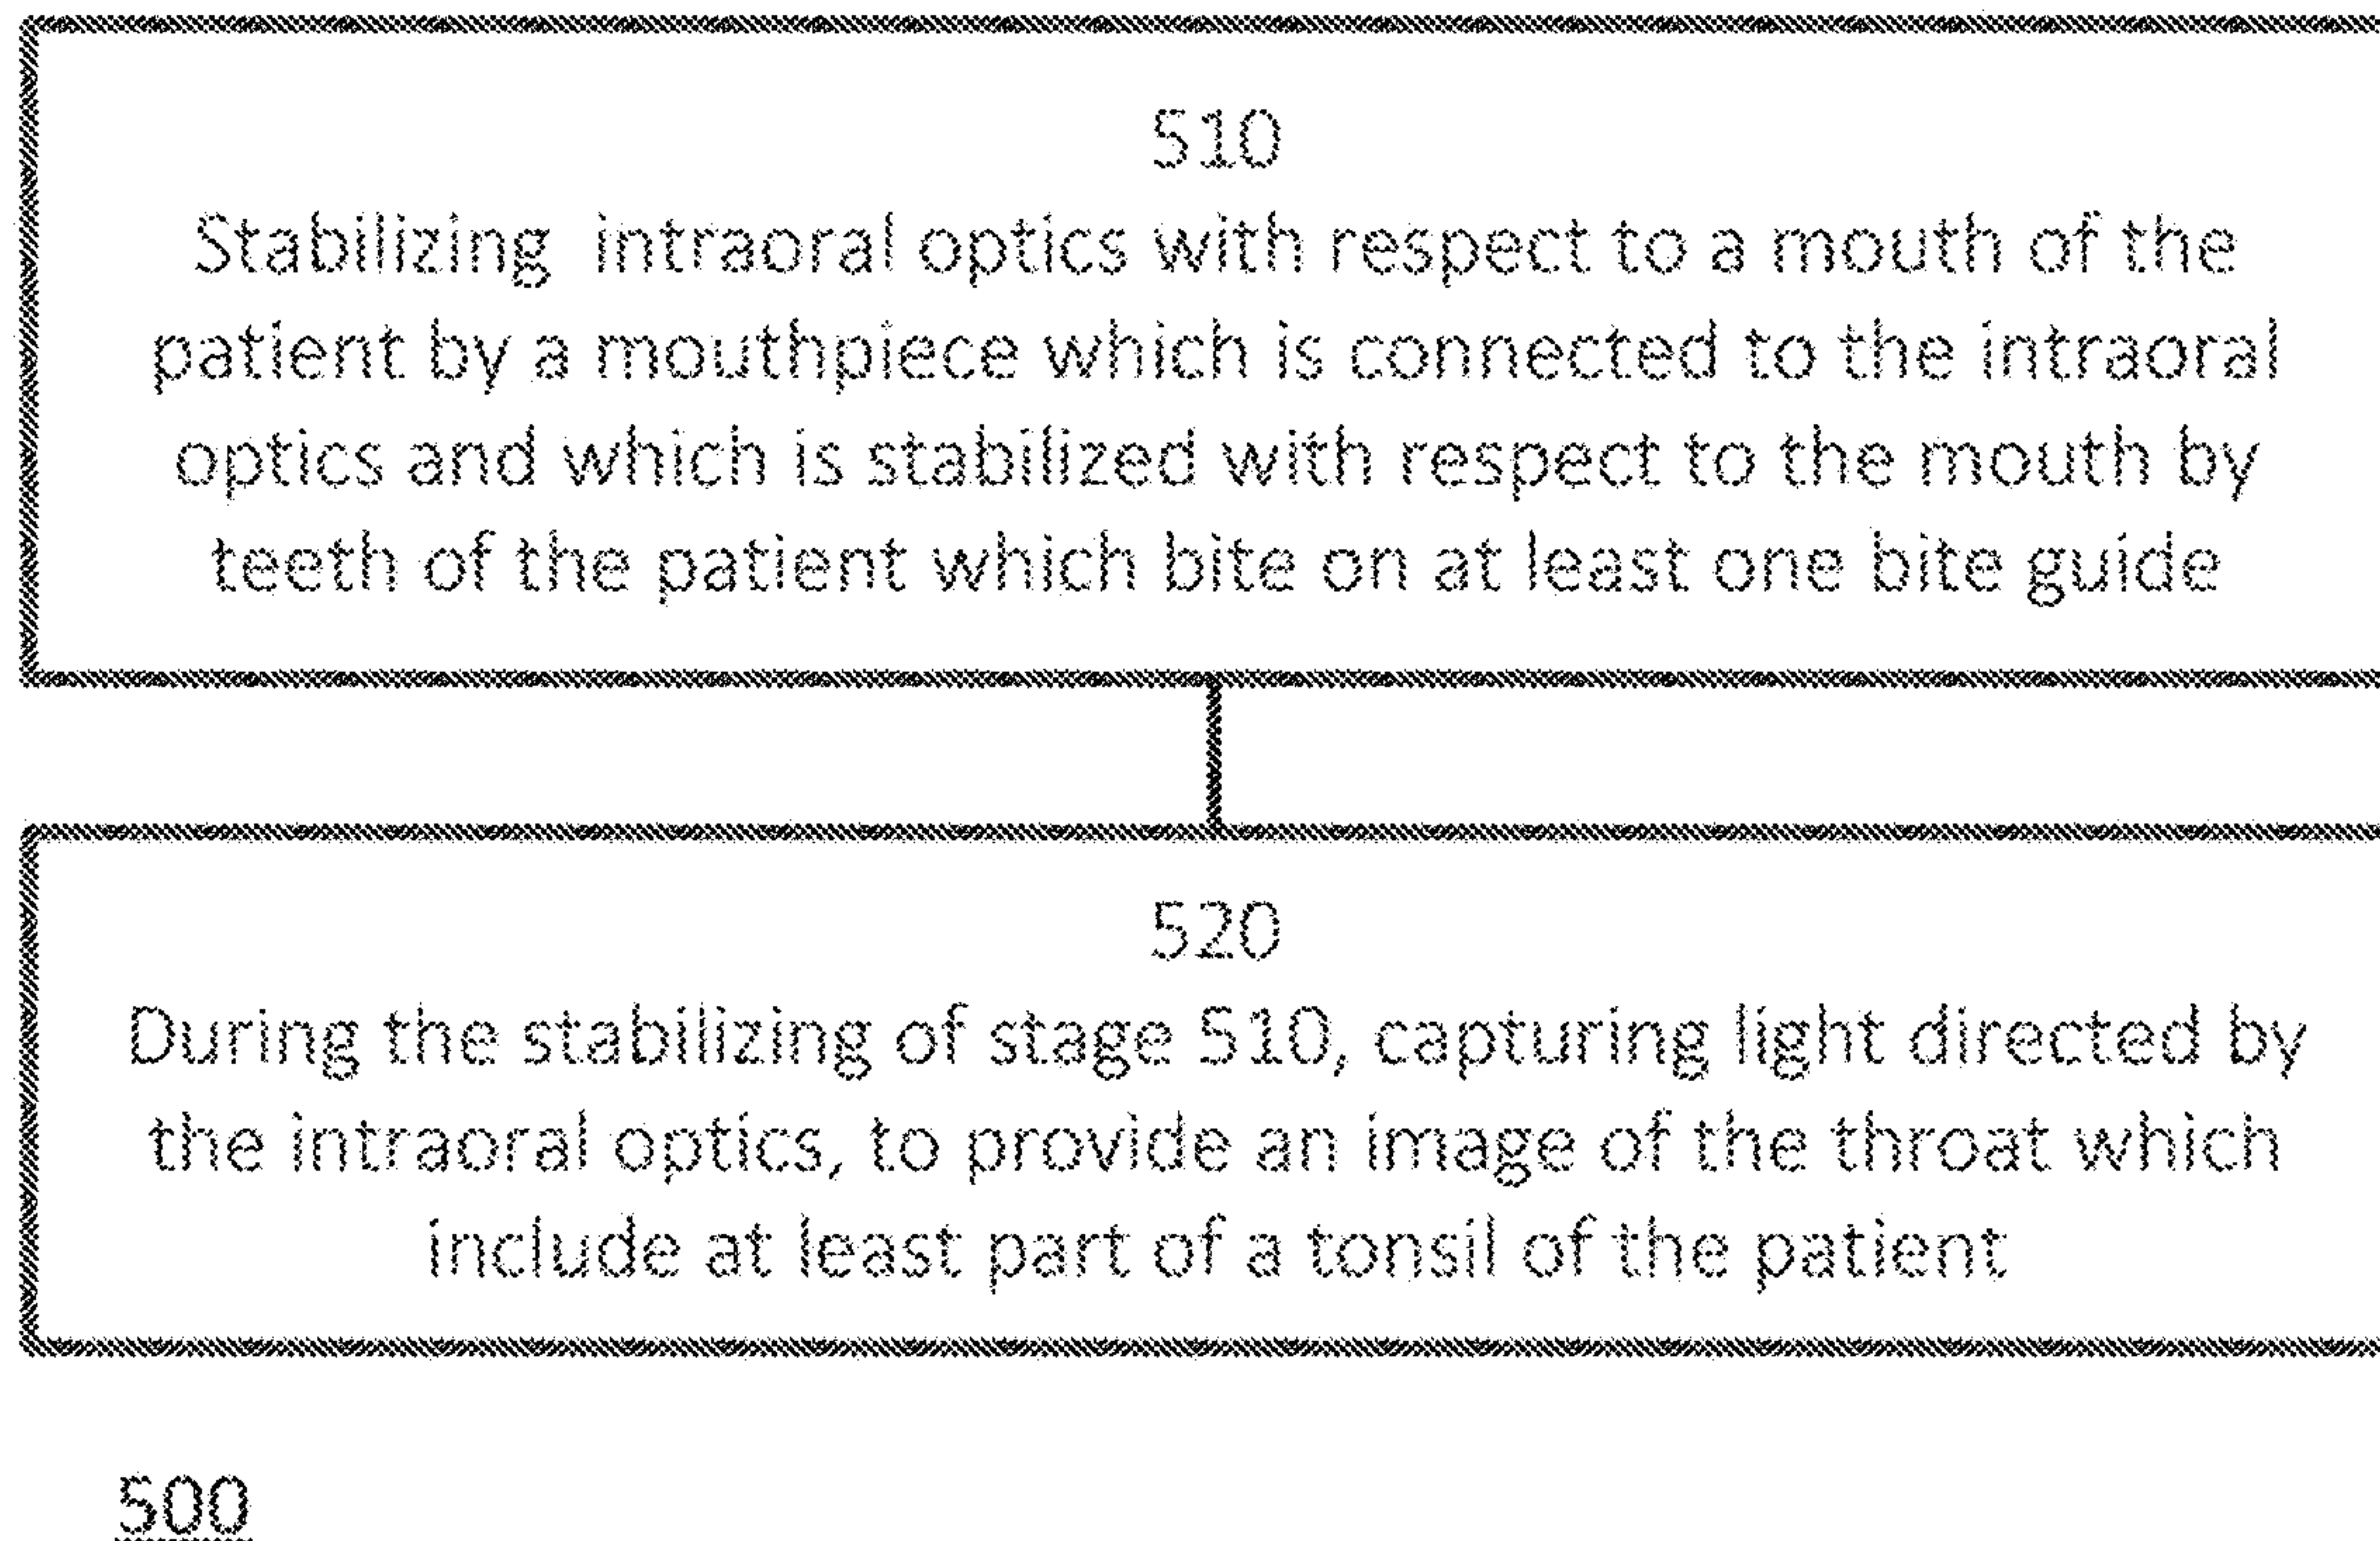 510
Stabilizing intraoral optics with respect to a mouth of the
patient by a mouthpiece which is connected to the intraoral
optics and which is stabilized with respect to the mouth by
teeth of the patient which bite on at least one bite guide
520
During the stabilizing of stage 510, capturing light directed by
the intraoral optics, to provide an image of the throat which
include at least part of a tonsil of the patient
500